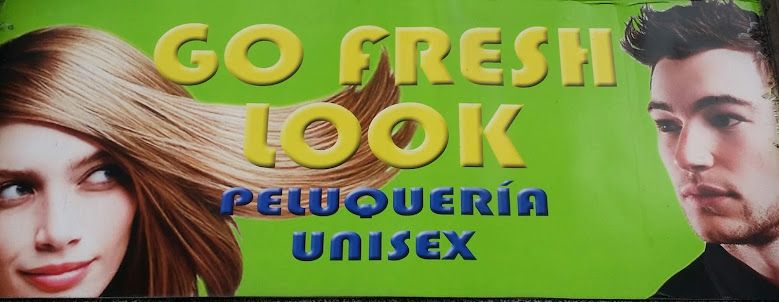 GO FRESH
LOOK
PELUQUERÍA
UNISEX